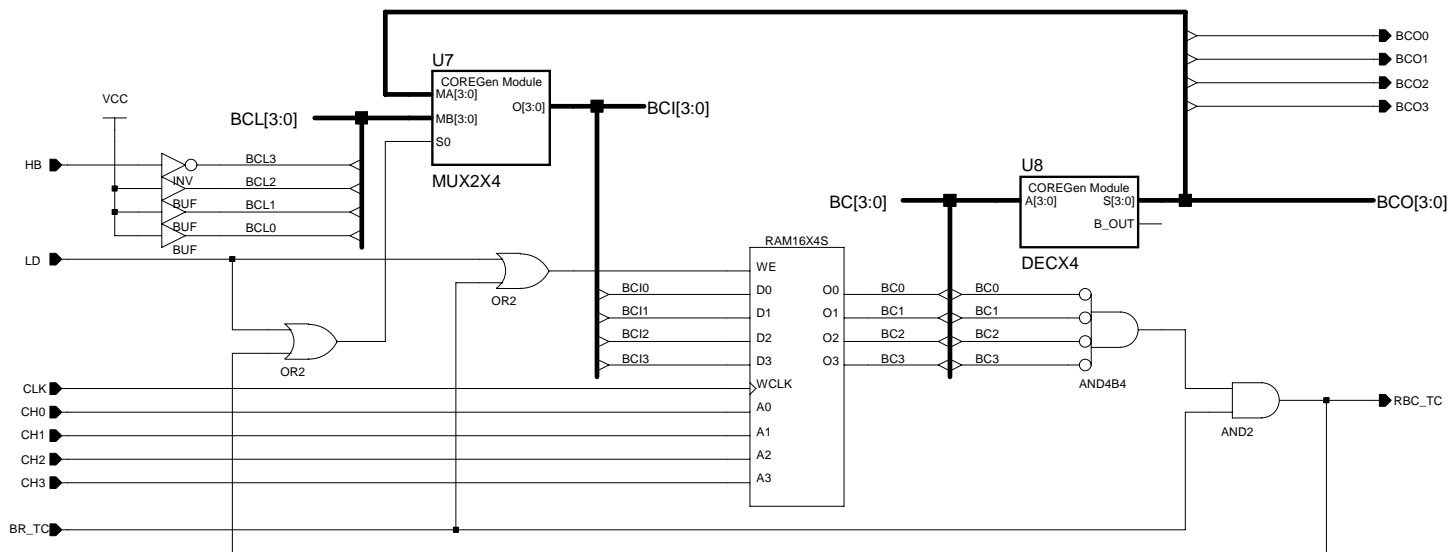 BCO0
BCO1
BCO2
BCO3
U7
COREGen Module
MA[3:0]
MB[3:0]
S0
O[3:0]
MUX2X4
BCI[3:0]
VCC
BCL[3:0]
HB
INV
BUF
BUF
BUF
BCL3
BCL2
BCL1
BCL0
U8
COREGen Module
A[3:0]
S[3:0]
B_OUT
DECX4
BC[3:0]
BCO[3:0]
LD
OR2
OR2
RAM16X4S
WE
D0
D1
D2
D3
WCLK
A0
A1
A2
A3
O0
O1
O2
O3
BCI0
BCI1
BCI2
BCI3
BC0
BC1
BC2
BC3
BC0
BC1
BC2
BC3
AND4B4
AND2
RBC_TC
CLK
CH0
CH1
CH2
CH3
BR_TC